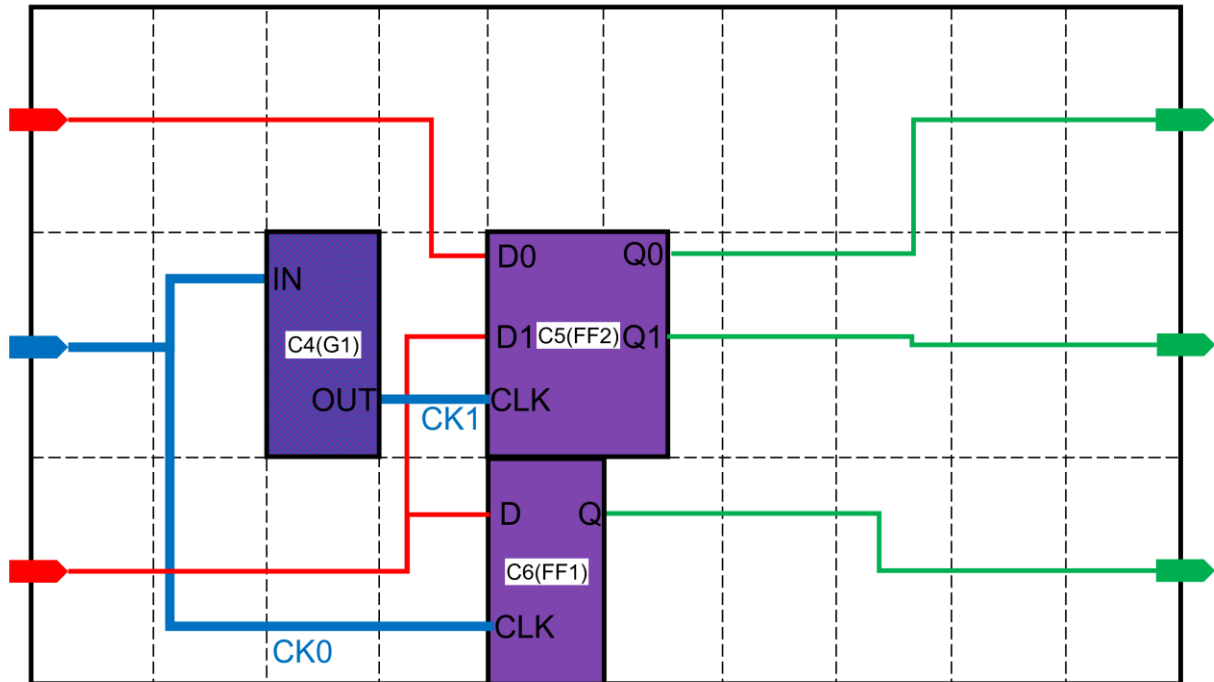 D0
Q0
IN
D1
C5(FF2)
Q1
C4(G1)
OUT
CK1
CLK
D
Q
C6(FF1)
CLK
CK0